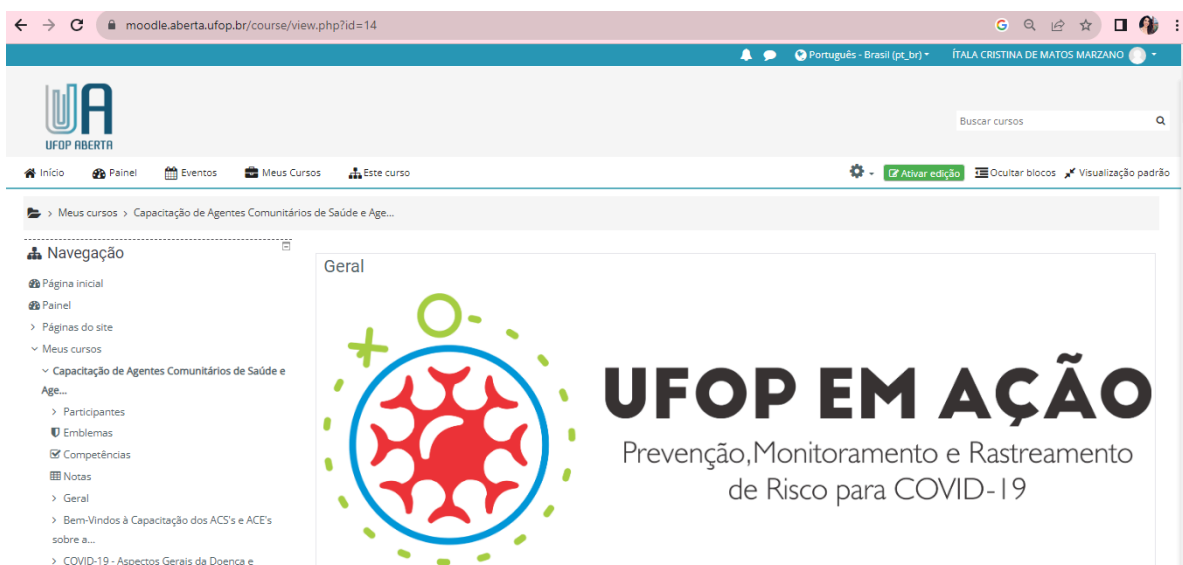 moodle.aberta.ufop.br/course/view.php?id=14
Português - Brasil (pt_br)
ÍTALA CRISTINA DE MATOS MARZANO
UFOP ABERTA
Buscar cursos
Início Painel Eventos Meus Cursos Este curso
Ativar edição Ocultar blocos Visualização padrão
> Meus cursos > Capacitação de Agentes Comunitários de Saúde e Age...
Navegação
Página inicial
Painel
Páginas do site
Meus cursos
Capacitação de Agentes Comunitários de Saúde e
Age...
Participantes
Emblemas
Competências
Notas
Geral
Bem-Vindos à Capacitação dos ACS's e ACE's
sobre a...
COVID-19 - Aspectos Gerais da Doença e
Geral
UFOP EM AÇÃO
Prevenção,Monitoramento e Rastreamento
de Risco para COVID-19